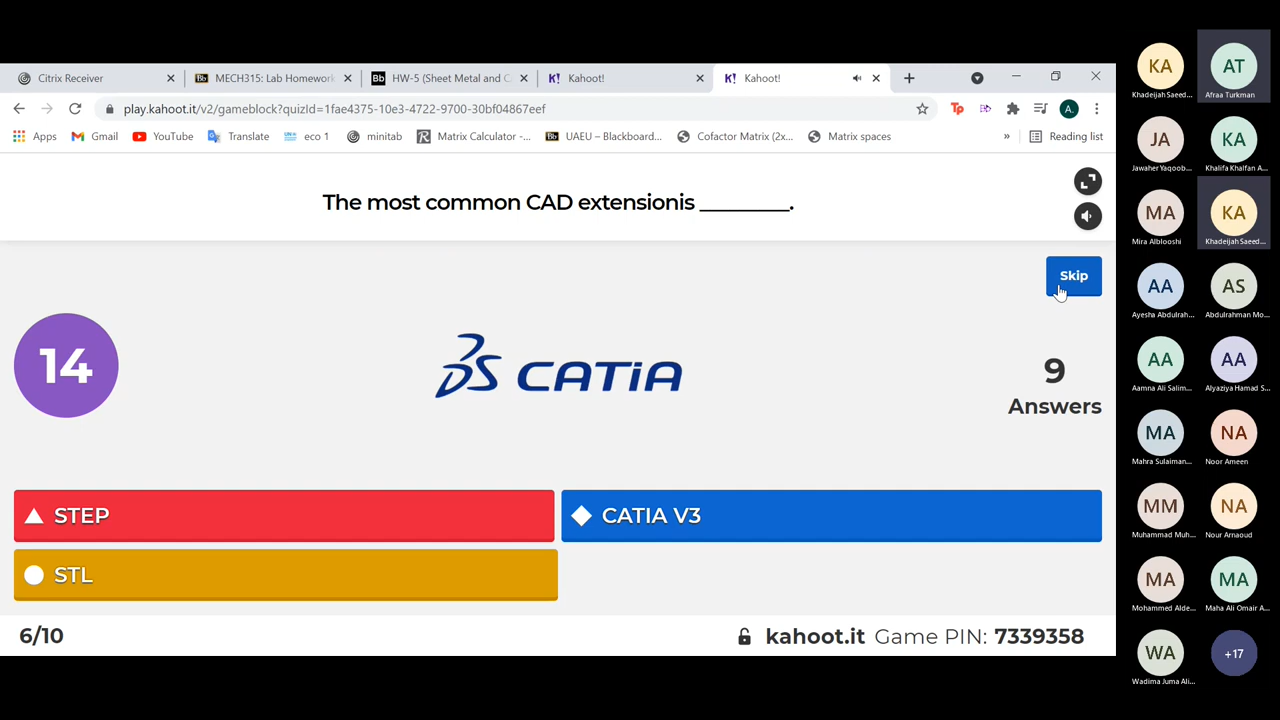 Citrix Receiver
MECH315: Lab Homework
HW-5 (Sheet Metal and C
Kahoot!
Kahoot!
play.kahoot.it/v2/gameblock?quizId=1fae4375-10e3-4722-9700-30bf04867eef
Apps
Gmail
YouTube
Translate
eco 1
minitab
Matrix Calculator -...
UAEU – Blackboard...
Cofactor Matrix (2x...
Matrix spaces
»
Reading list
The most common CAD extensionis _________.
Skip
14
CATIA
9
Answers
STEP
CATIA V3
STL
6/10
kahoot.it Game PIN: 7339358
KA
Khadeijah Saeed...
AT
Afraa Turkman
JA
Jawaher Yaqoob...
KA
Khalifa Khalfan A...
MA
Mira Alblooshi
KA
Khadeijah Saeed...
AA
Ayesha Abdulrah...
AS
Abdulrahman Mo...
AA
Aamna Ali Salim...
AA
Alyaziya Hamad S...
MA
Mahra Sulaiman...
NA
Noor Ameen
MM
Muhammad Muh...
NA
Nour Arnaoud
MA
Mohammed Alde...
MA
Maha Ali Omair A...
WA
Wadima Juma Ali...
+17